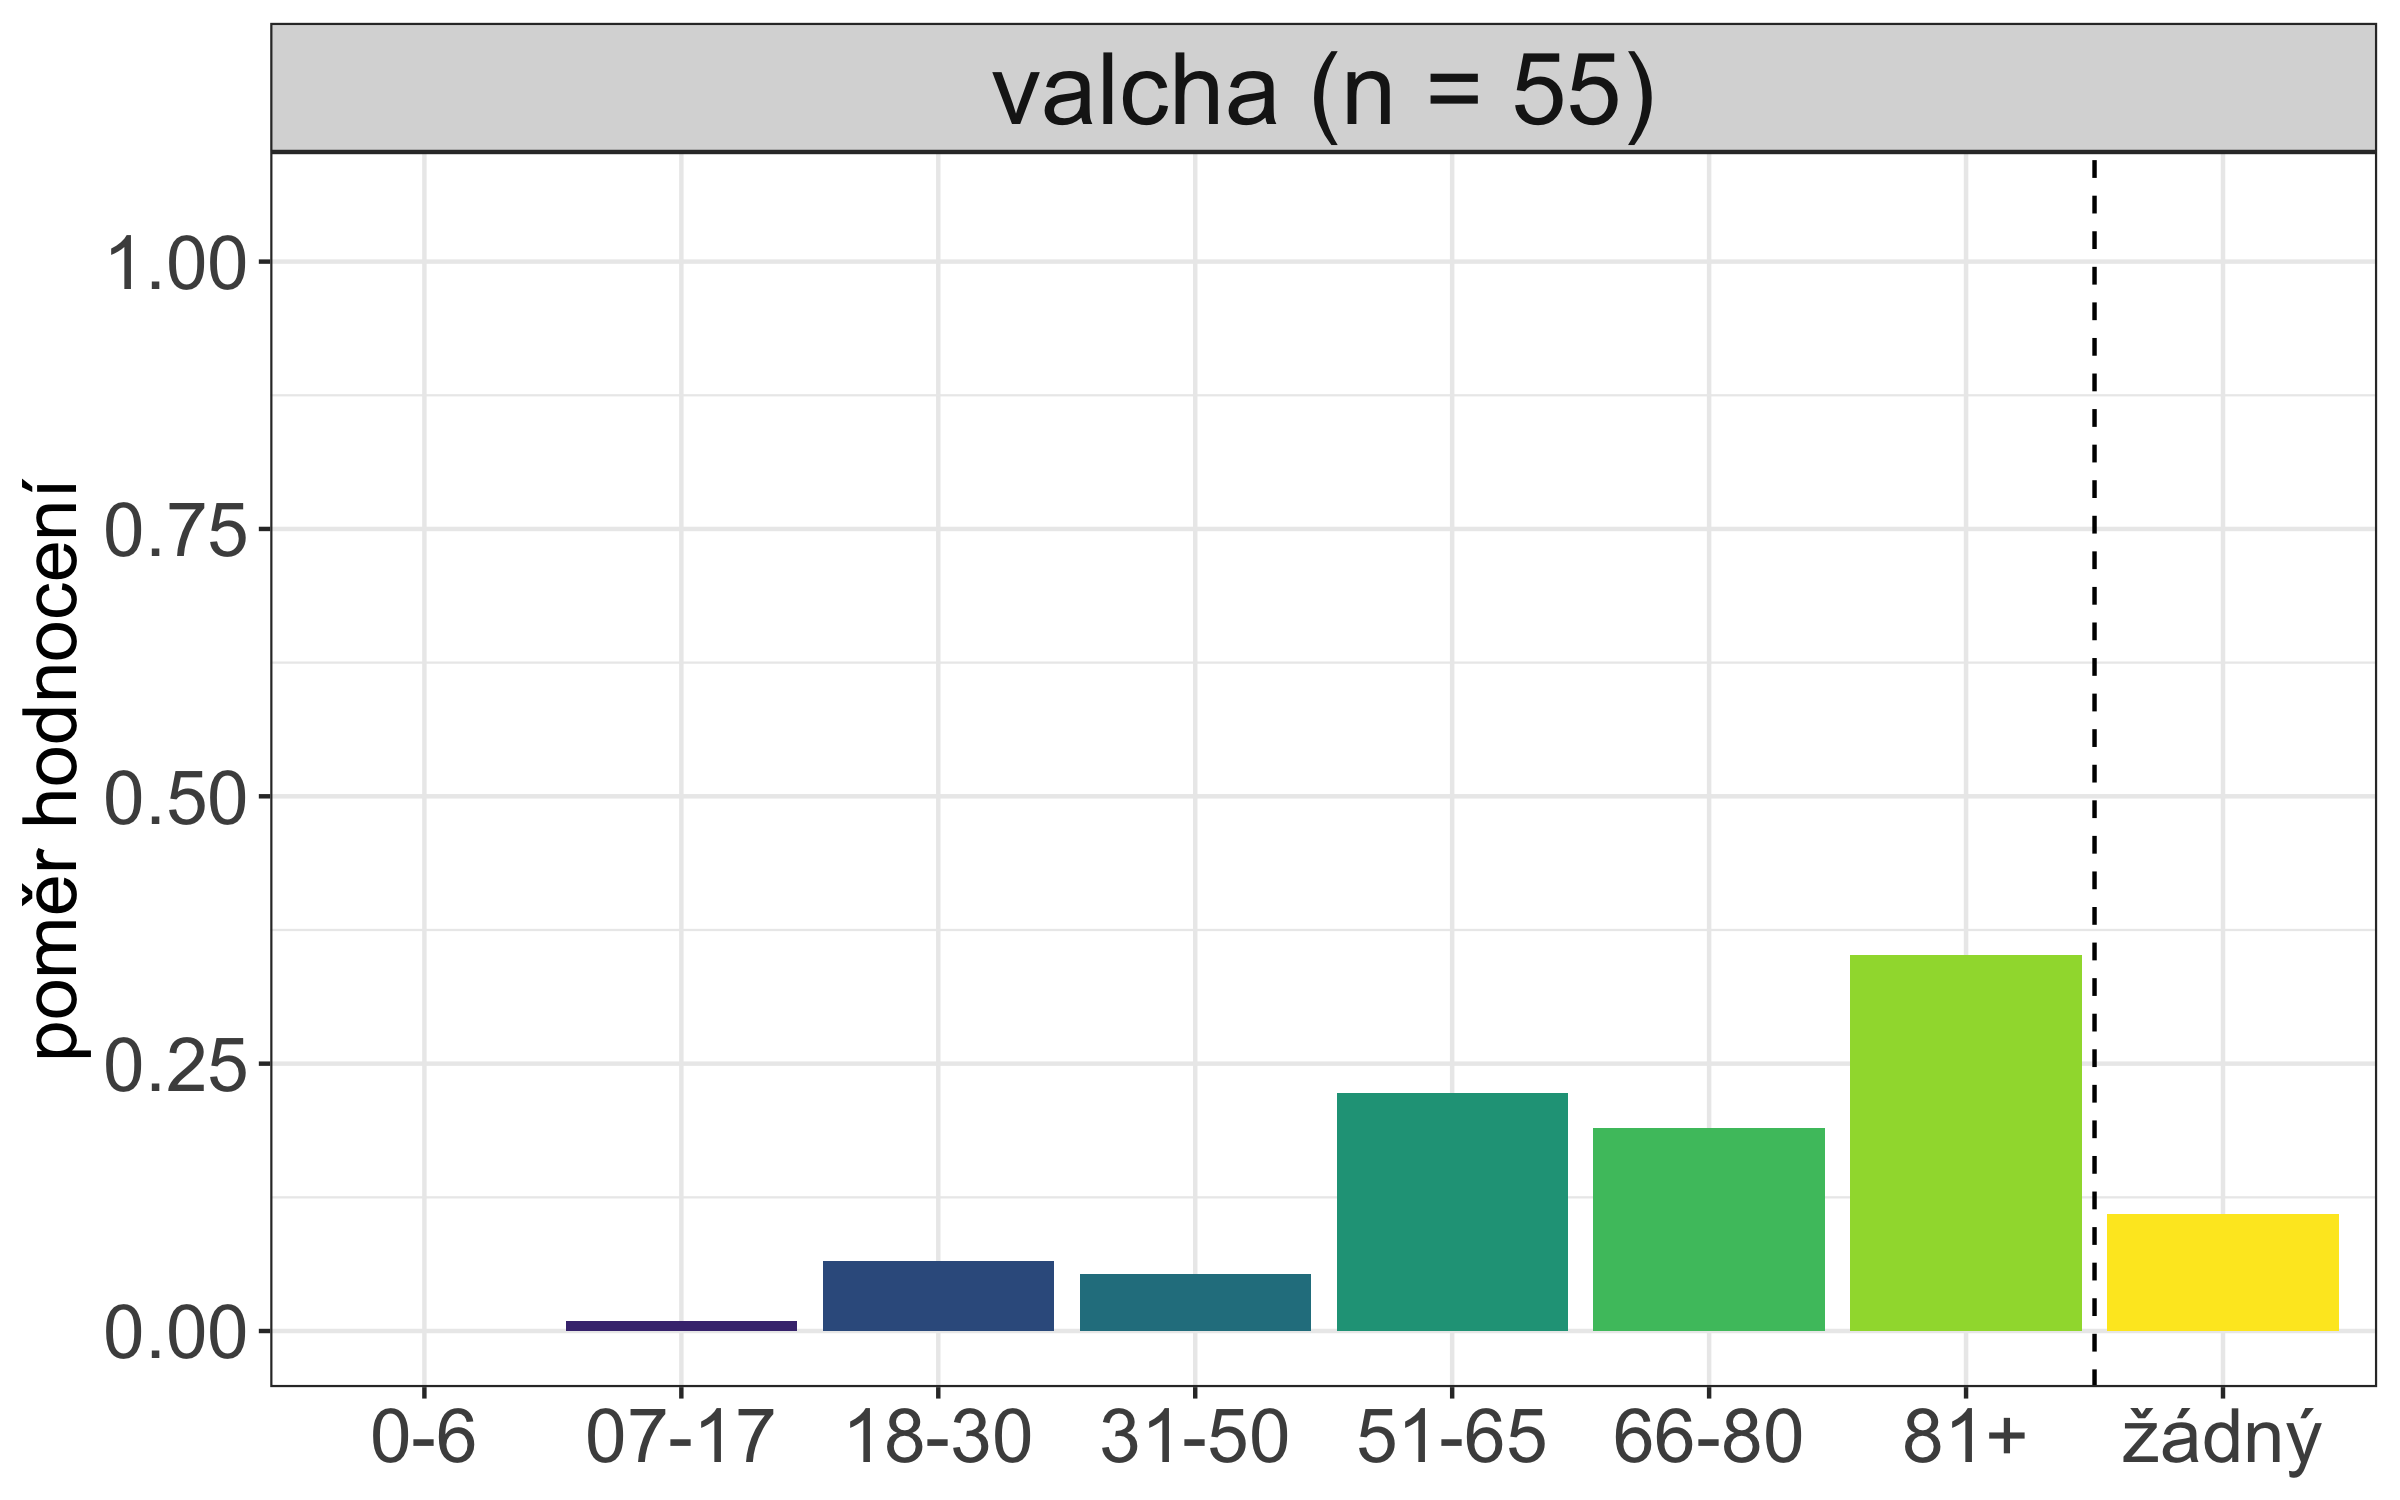 valcha (n = 55)
poměr hodnocení
1.00
0.75
0.50
0.25
0.00
0-6 07-17 18-30 31-50 51-65 66-80 81+ žádný